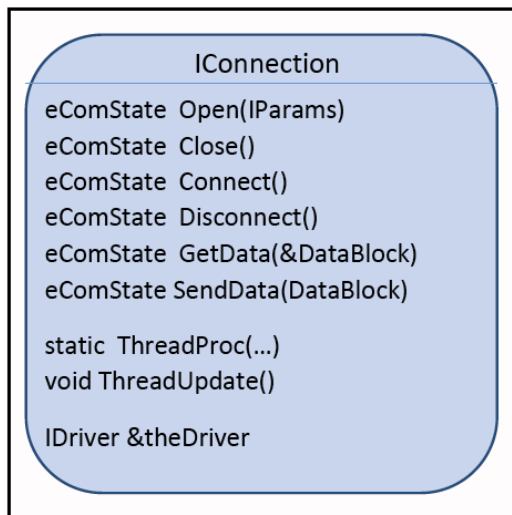 IConnection
eComState Open(IParams)
eComState Close()
eComState Connect()
eComState Disconnect()
eComState GetData(&DataBlock)
eComState SendData(DataBlock)
static ThreadProc(...)
void ThreadUpdate()
IDriver &theDriver